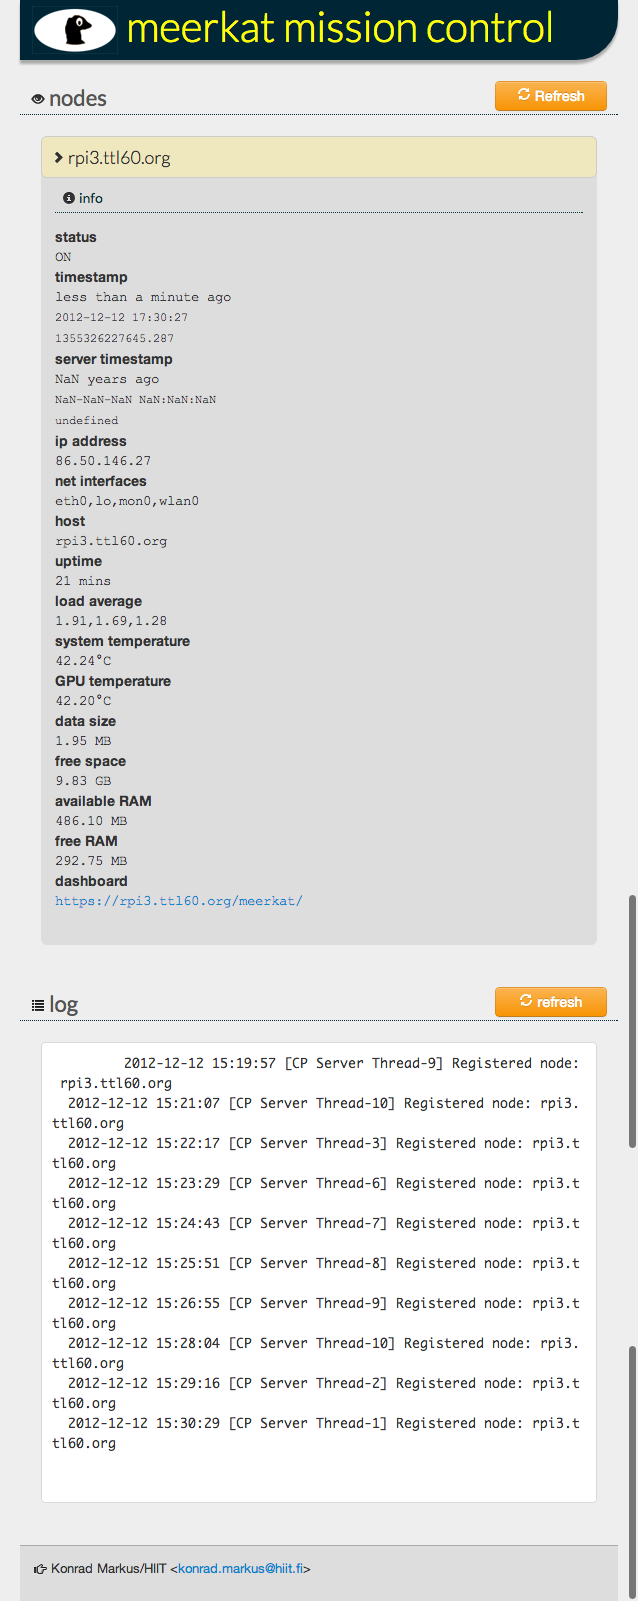 meerkat mission control
nodes
Refresh
rpi3.ttl60.org
info
status
ON
timestamp
less than a minute ago
2012-12-12 17:30:27
1355326227645.287
server timestamp
NaN years ago
NaN-NaN-NaN NaN:NaN:NaN
undefined
ip address
86.50.146.27
net interfaces
eth0,lo,mon0,wlan0
host
rpi3.ttl60.org
uptime
21 mins
load average
1.91,1.69,1.28
system temperature
42.24°C
GPU temperature
42.20°C
data size
1.95 MB
free space
9.83 GB
available RAM
486.10 MB
free RAM
292.75 MB
dashboard
https://rpi3.ttl60.org/meerkat/
log
refresh
2012-12-12 15:19:57 [CP Server Thread-9] Registered node:
rpi3.ttl60.org
2012-12-12 15:21:07 [CP Server Thread-10] Registered node: rpi3.
ttl60.org
2012-12-12 15:22:17 [CP Server Thread-3] Registered node: rpi3.t
tl60.org
2012-12-12 15:23:29 [CP Server Thread-6] Registered node: rpi3.t
tl60.org
2012-12-12 15:24:43 [CP Server Thread-7] Registered node: rpi3.t
tl60.org
2012-12-12 15:25:51 [CP Server Thread-8] Registered node: rpi3.t
tl60.org
2012-12-12 15:26:55 [CP Server Thread-9] Registered node: rpi3.t
tl60.org
2012-12-12 15:28:04 [CP Server Thread-10] Registered node: rpi3.
ttl60.org
2012-12-12 15:29:16 [CP Server Thread-2] Registered node: rpi3.t
tl60.org
2012-12-12 15:30:29 [CP Server Thread-1] Registered node: rpi3.t
tl60.org
Konrad Markus/HIIT <konrad.markus@hiit.fi>